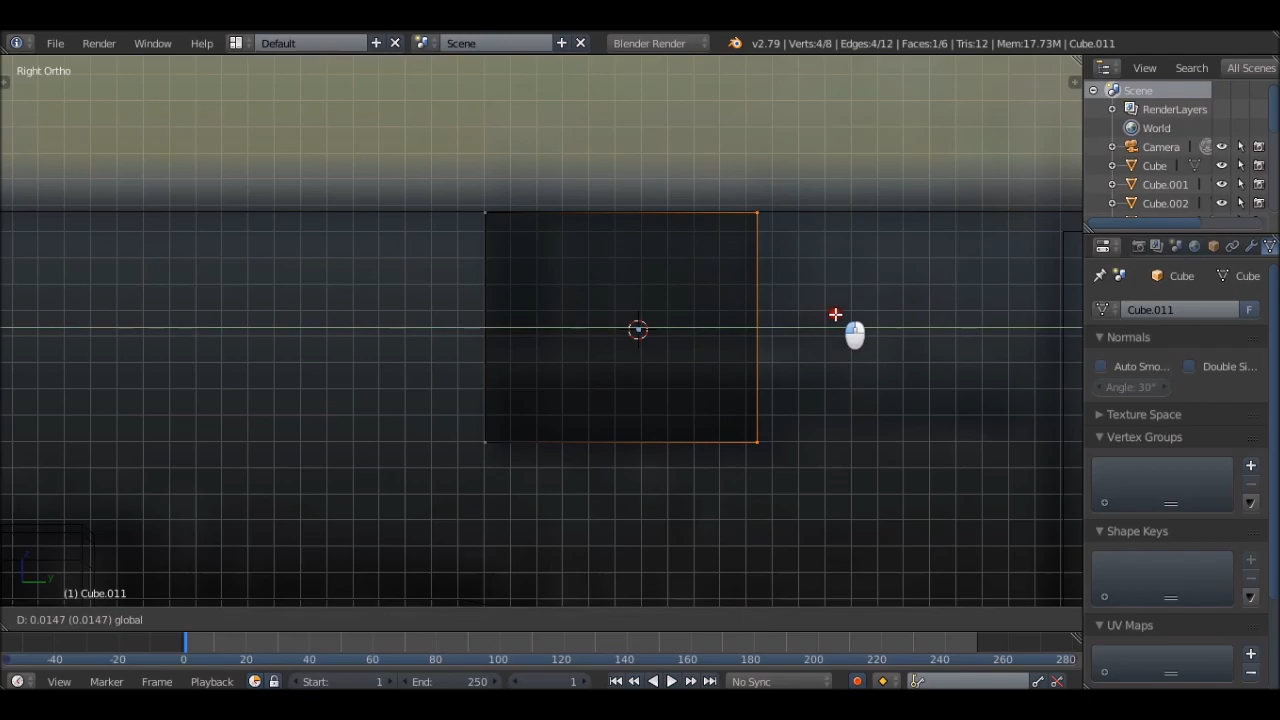 File Render Window Help Default Scene Blender Render v2.79 | Verts:4/8 | Edges:4/12 | Faces:1/6 | Tris:12 | Mem:17.73M | Cube.011
Right Ortho
View Search All Scenes
Scene
RenderLayers
World
Camera
Cube
Cube.001
Cube.002
Cube Cube
Cube.011 F
Normals
Auto Smo... Double Si...
Angle: 30°
Texture Space
Vertex Groups
Shape Keys
UV Maps
z
y
(1) Cube.011
D: 0.0147 (0.0147) global
-40 -20 0 20 40 60 80 100 120 140 160 180 200 220 240 260 280
View Marker Frame Playback Start: 1 End: 250 1 No Sync